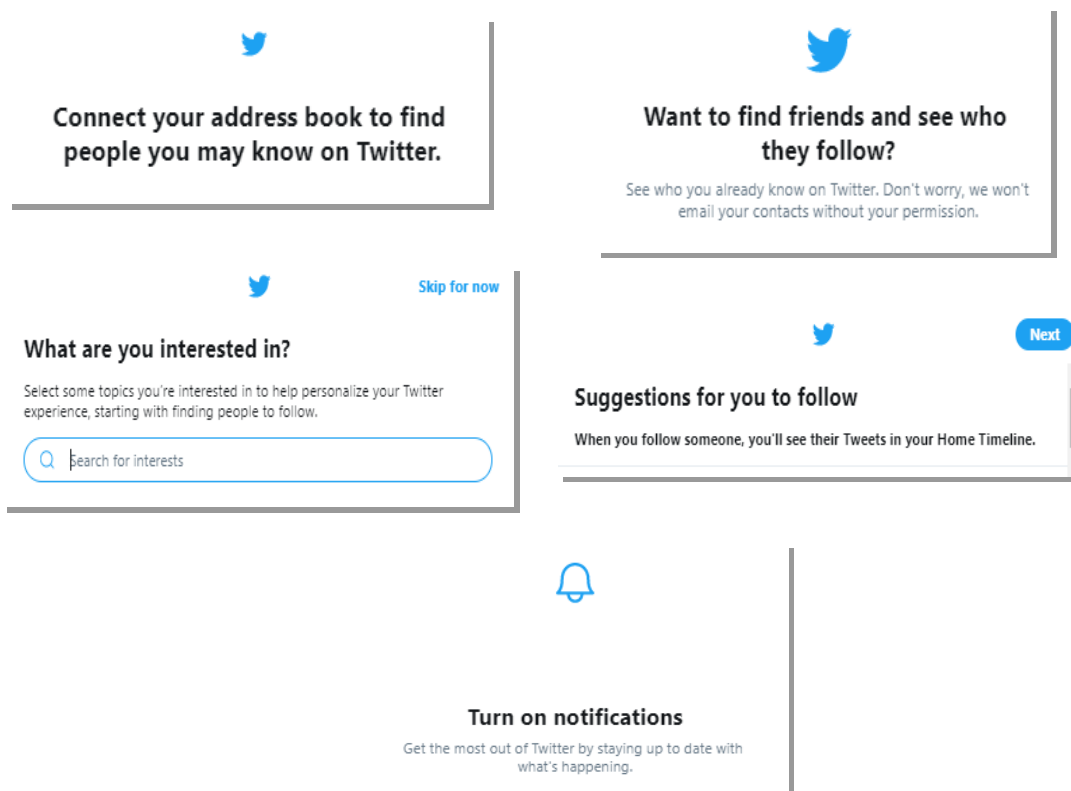 Connect your address book to find
people you may know on Twitter.
Want to find friends and see who
they follow?
See who you already know on Twitter. Don't worry, we won't
email your contacts without your permission.
Skip for now
What are you interested in?
Select some topics you're interested in to help personalize your Twitter
experience, starting with finding people to follow.
Search for interests
Next
Suggestions for you to follow
When you follow someone, you'll see their Tweets in your Home Timeline.
Turn on notifications
Get the most out of Twitter by staying up to date with
what's happening.